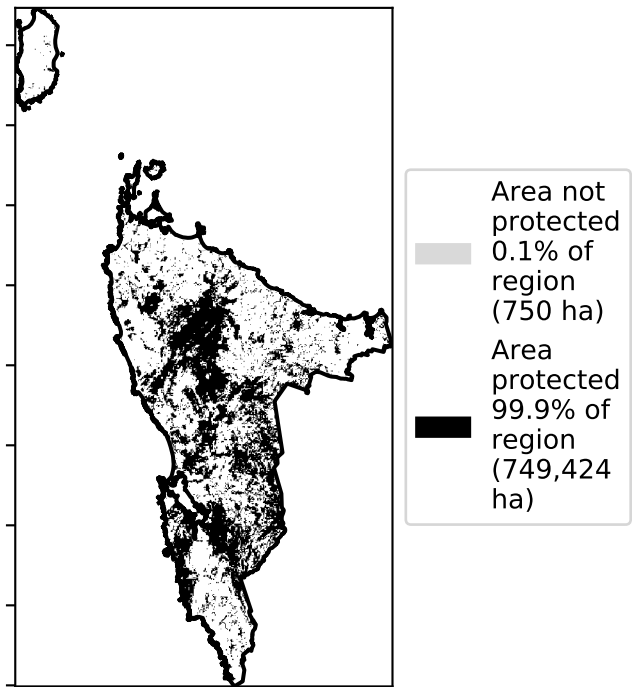 Area not
protected
0.1% of
region
(750 ha)
Area
protected
99.9% of
region
(749,424
ha)